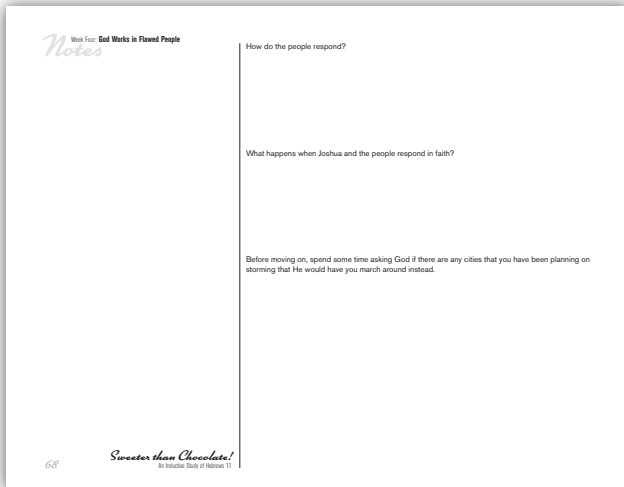 Week Four: God Works in Flawed People
Notes
How do the people respond?
What happens when Joshua and the people respond in faith?
Before moving on, spend some time asking God if there are any cities that you have been planning on
storming that He would have you march around instead.
68
Sweeter than Chocolate!
An Inductive Study of Hebrews 11